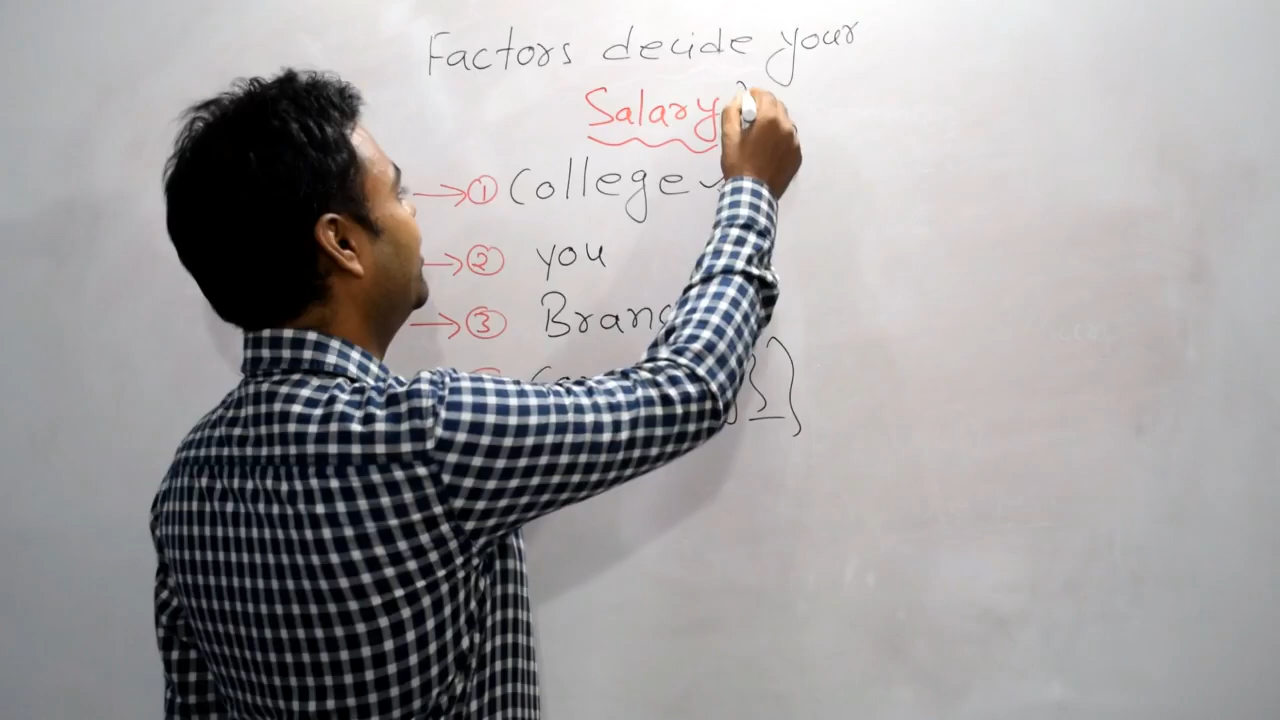 Factors decide your
Salary
→ ① College
→ ② you
→ ③